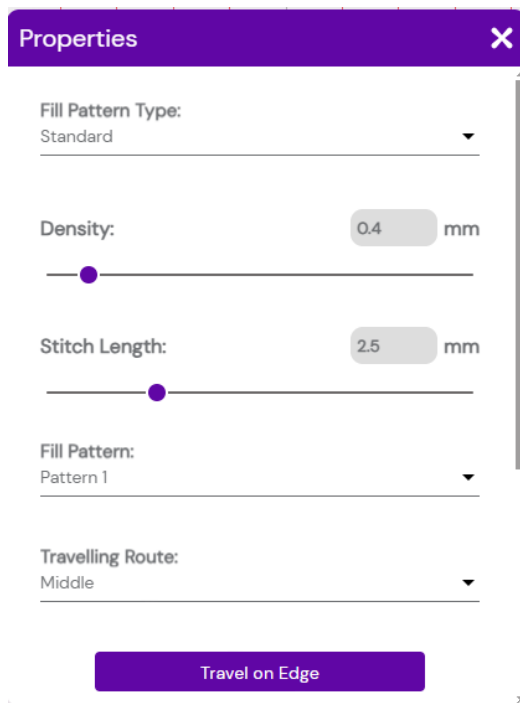 Properties
Fill Pattern Type:
Standard
Density: 0.4 mm
Stitch Length: 2.5 mm
Fill Pattern:
Pattern 1
Travelling Route:
Middle
Travel on Edge